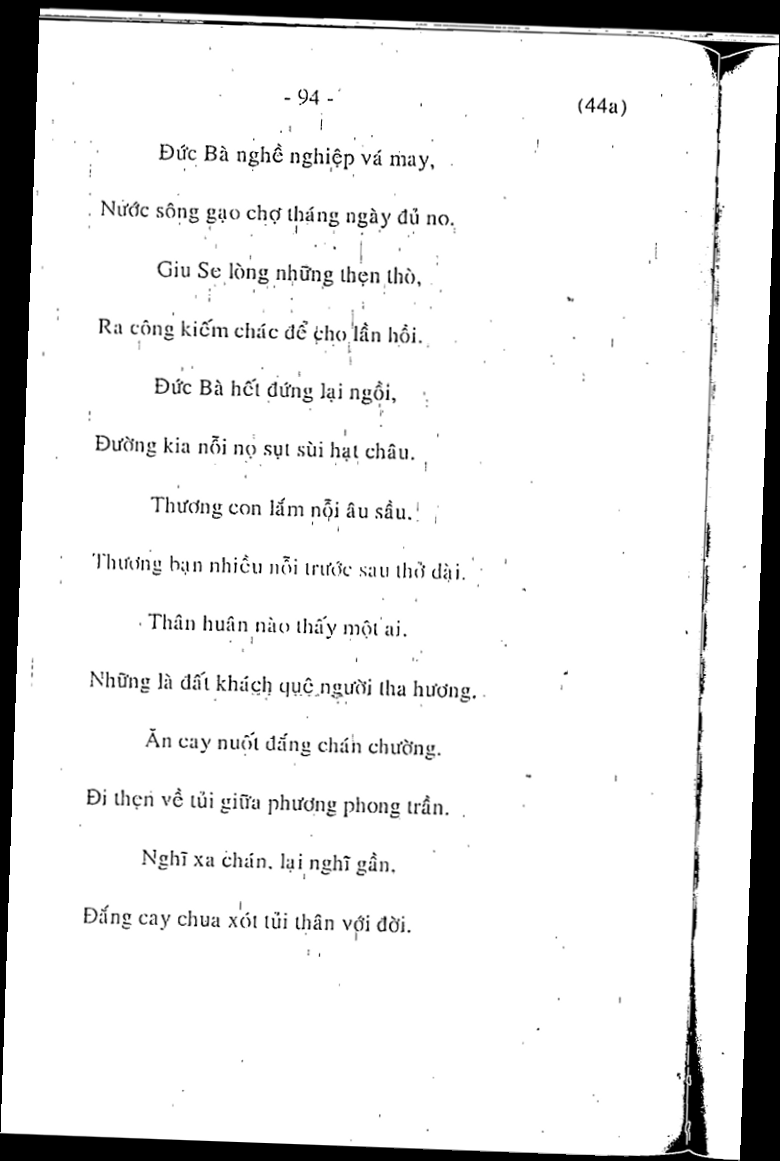 - 94 -
(44a)
Đức Bà nghề nghiệp vá may,
Nước sông gạo chợ tháng ngày đủ no.
Giu Se lòng những thẹn thò,
Ra công kiếm chác để cho lần hồi.
Đức Bà hết đứng lại ngồi,
Đường kia nỗi nọ sụt sùi hạt châu.
Thương con lắm nỗi âu sầu.
Thương bạn nhiều nỗi trước sau thở dài.
Thân huân nào thấy một ai.
Những là đất khách quê người tha hương.
Ăn cay nuốt đắng chán chường.
Đi thẹn về tủi giữa phương phong trần.
Nghĩ xa chán. lại nghĩ gần,
Đắng cay chua xót tủi thân với đời.